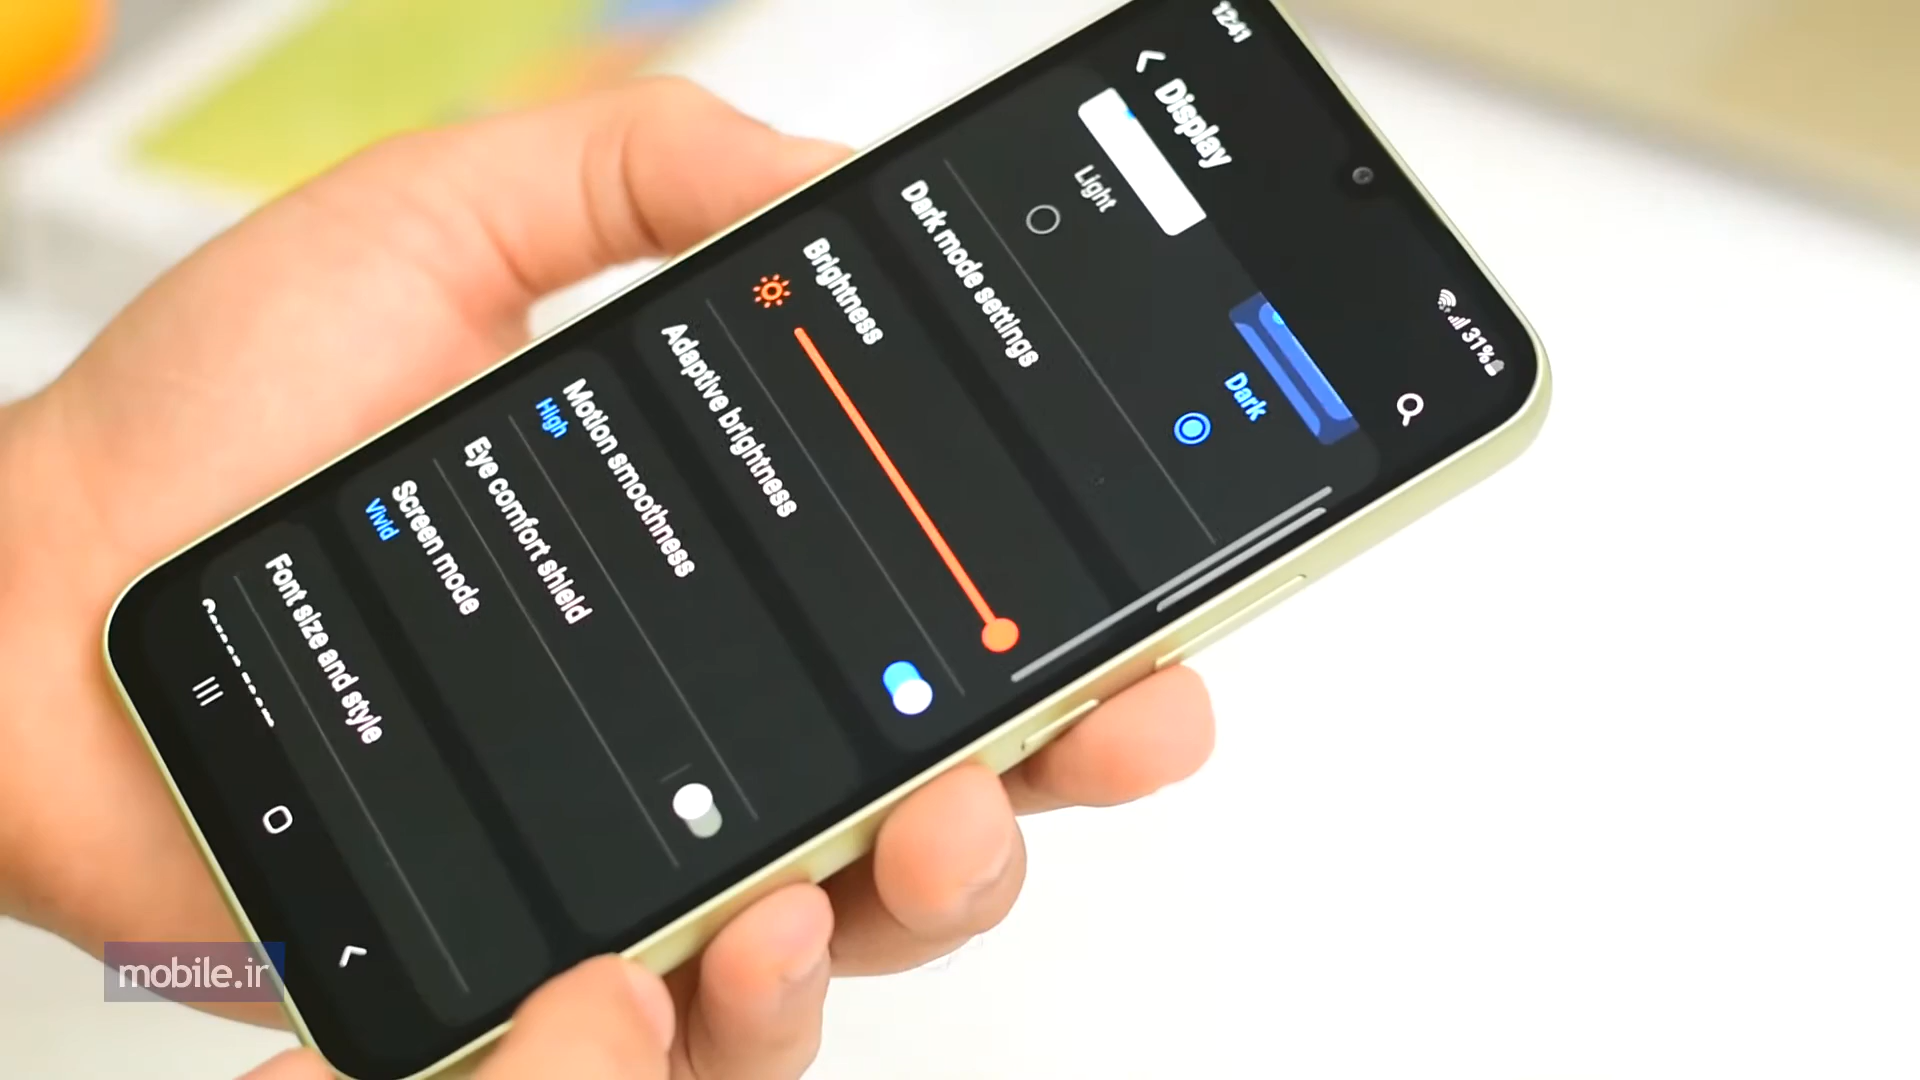 12:41
31%
Display
Light
Dark
Dark mode settings
Brightness
Adaptive brightness
Motion smoothness
High
Eye comfort shield
Screen mode
Vivid
Font size and style
mobile.ir